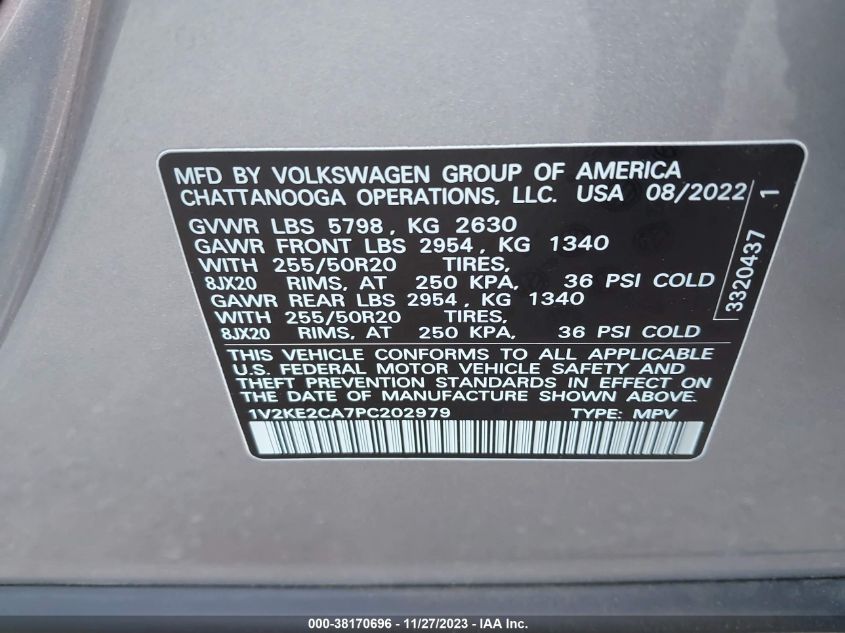 MFD BY VOLKSWAGEN GROUP OF AMERICA
CHATTANOOGA OPERATIONS, LLC. USA 08/2022
GVWR LBS 5798, KG 2630
GAWR FRONT LBS 2954, KG 1340
WITH 255/50R20 TIRES,
8JX20 RIMS, AT 250 KPA, 36 PSI COLD
GAWR REAR LBS 2954, KG 1340
WITH 255/50R20 TIRES,
8JX20 RIMS, AT 250 KPA, 36 PSI COLD
3320437 1
THIS VEHICLE CONFORMS TO ALL APPLICABLE
U.S. FEDERAL MOTOR VEHICLE SAFETY AND
THEFT PREVENTION STANDARDS IN EFFECT ON
THE DATE OF MANUFACTURE SHOWN ABOVE.
1V2KE2CA7PC202979 TYPE: MPV
000-38170696 - 11/27/2023 - IAA Inc.